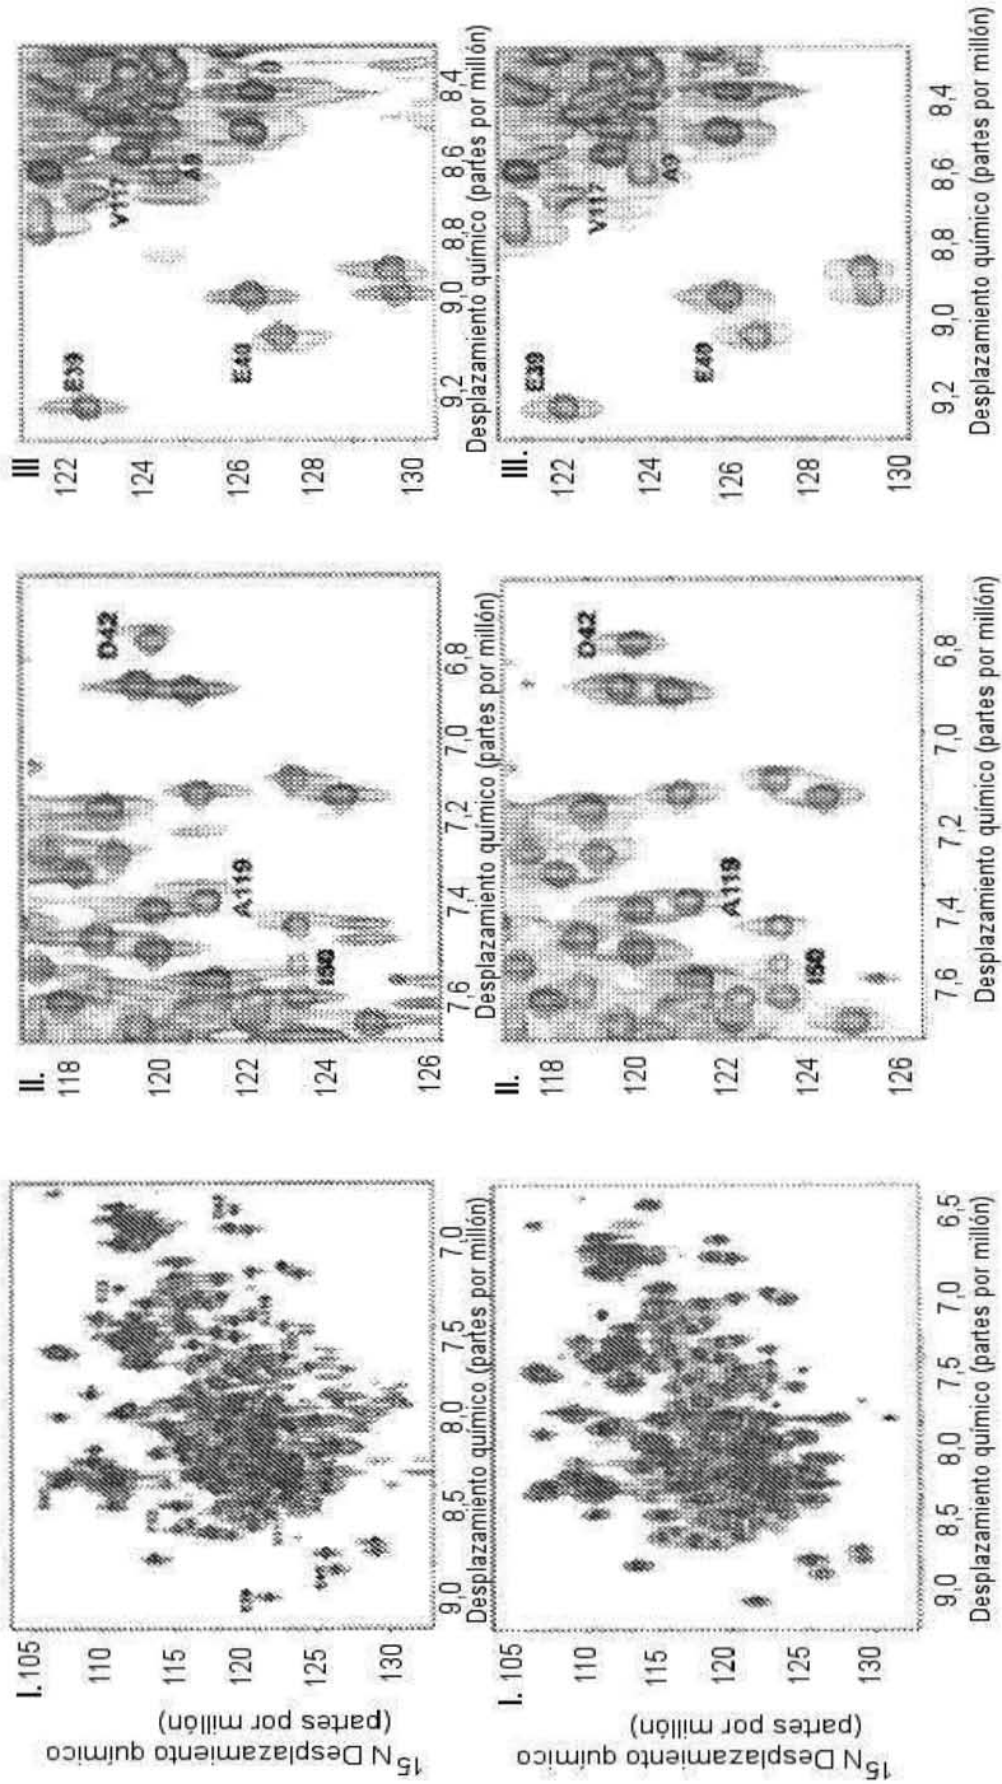 15N Desplazamiento químico
(partes por millón)
I.
105
110
115
120
125
130
9,0 8,5 8,0 7,5 7,0
Desplazamiento químico (partes por millón)
II.
118
120
122
124
126
D42
A119
I50
7,6 7,4 7,2 7,0 6,8
Desplazamiento químico (partes por millón)
III
122
124
126
128
130
E39
V117
A9
E40
9,2 9,0 8,8 8,6 8,4
Desplazamiento químico (partes por millón)
15N Desplazamiento químico
(partes por millón)
I.
105
110
115
120
125
130
9,0 8,5 8,0 7,5 7,0 6,5
Desplazamiento químico (partes por millón)
II.
118
120
122
124
126
D42
A119
I50
7,6 7,4 7,2 7,0 6,8
Desplazamiento químico (partes por millón)
III.
122
124
126
128
130
E39
V117
A9
E40
9,2 9,0 8,8 8,6 8,4
Desplazamiento químico (partes por millón)